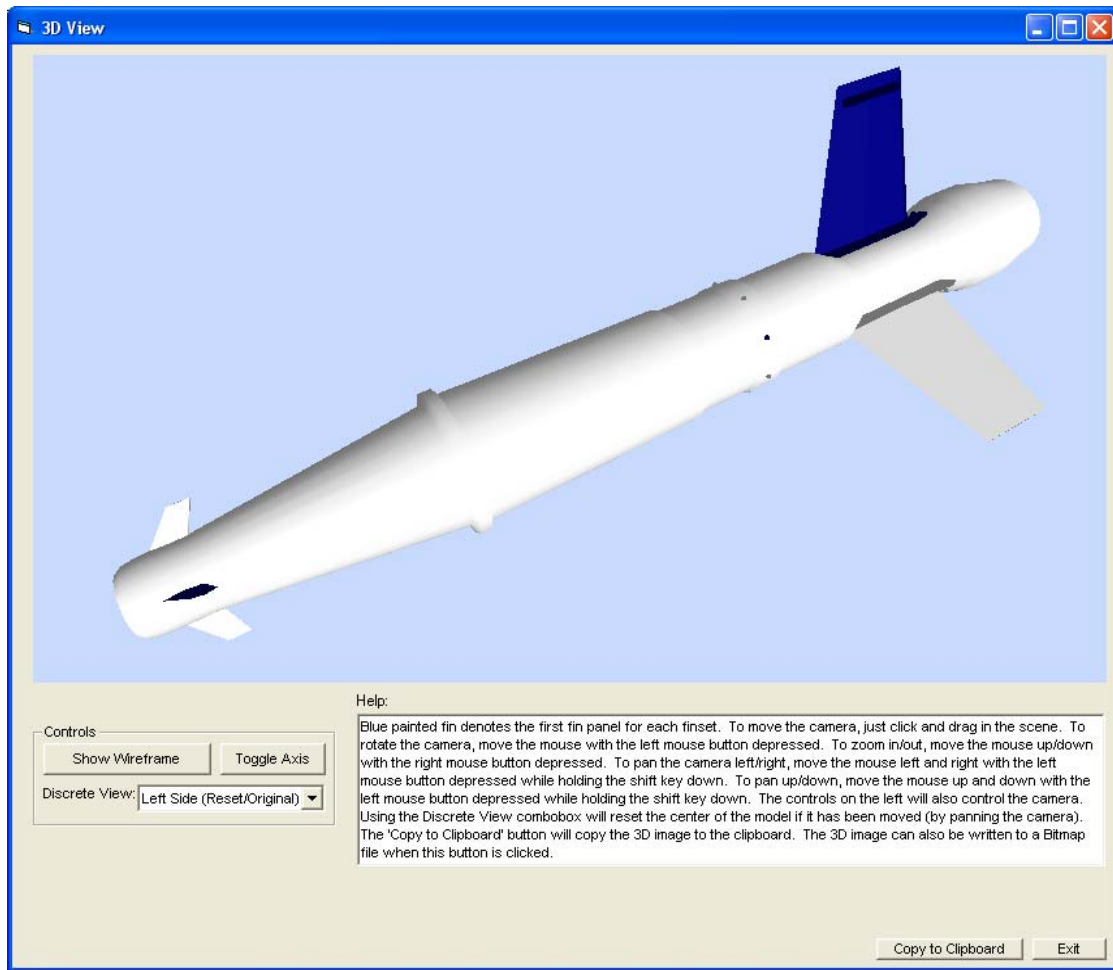 3D View
Help:
Blue painted fin denotes the first fin panel for each finset.  To move the camera, just click and drag in the scene.  To
rotate the camera, move the mouse with the left mouse button depressed.  To zoom in/out, move the mouse up/down
with the right mouse button depressed.  To pan the camera left/right, move the mouse left and right with the left
mouse button depressed while holding the shift key down.  To pan up/down, move the mouse up and down with the
left mouse button depressed while holding the shift key down.  The controls on the left will also control the camera.
Using the Discrete View combobox will reset the center of the model if it has been moved (by panning the camera).
The 'Copy to Clipboard' button will copy the 3D image to the clipboard.  The 3D image can also be written to a Bitmap
file when this button is clicked.
Controls
Show Wireframe
Toggle Axis
Discrete View: Left Side (Reset/Original)
Copy to Clipboard
Exit